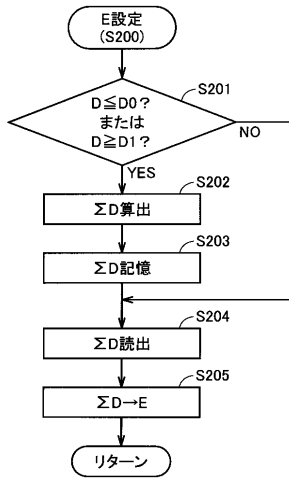 E設定
(S200)
S201
D≦D0?
または
D≧D1?
NO
YES
S202
ΣD算出
S203
ΣD記憶
S204
ΣD読出
S205
ΣD→E
リターン